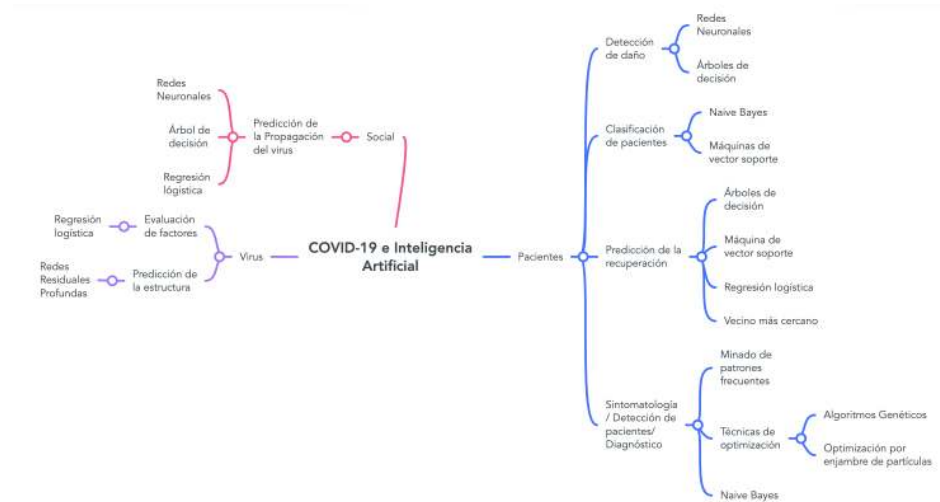 COVID-19 e Inteligencia
Artificial
Social
Predicción de
la Propagación
del virus
Redes
Neuronales
Árbol de
decisión
Regresión
lógistica
Virus
Evaluación
de factores
Regresión
logística
Predicción de
la estructura
Redes
Residuales
Profundas
Pacientes
Detección
de daño
Redes
Neuronales
Árboles de
decisión
Clasificación
de pacientes
Naive Bayes
Máquinas de
vector soporte
Predicción de la
recuperación
Árboles de
decisión
Máquina de
vector soporte
Regresión logística
Vecino más cercano
Sintomatología
/ Detección de
pacientes/
Diagnóstico
Minado de
patrones
frecuentes
Técnicas de
optimización
Algoritmos Genéticos
Optimización por
enjambre de partículas
Naive Bayes